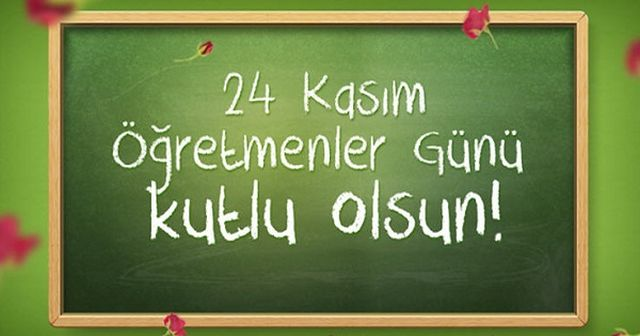 24 Kasım
Öğretmenler Günü
kutlu olsun!